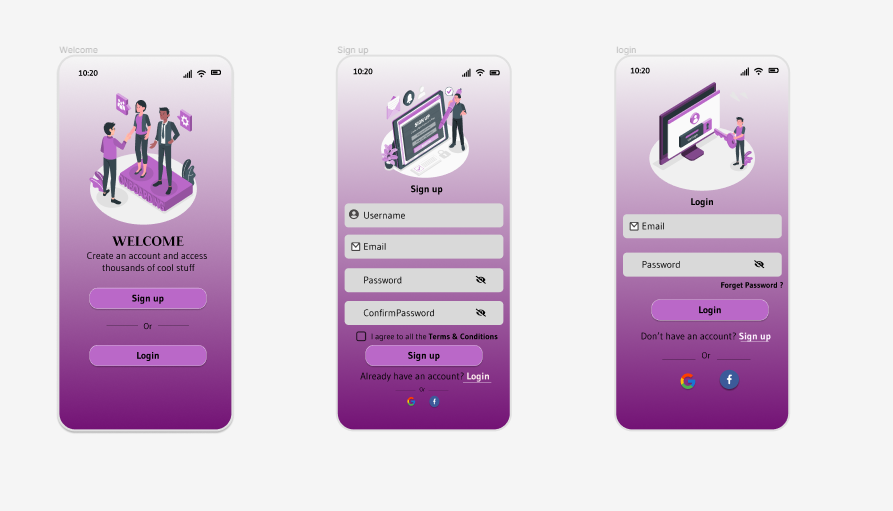 Welcome
10:20
WELCOME
Create an account and access
thousands of cool stuff
Sign up
Or
Login
Sign up
10:20
SIGN UP
Sign up
Username
Email
Password
ConfirmPassword
I agree to all the Terms & Conditions
Sign up
Already have an account? Login
or
login
10:20
Login
Email
Password
Forget Password ?
Login
Don't have an account? Sign up
Or